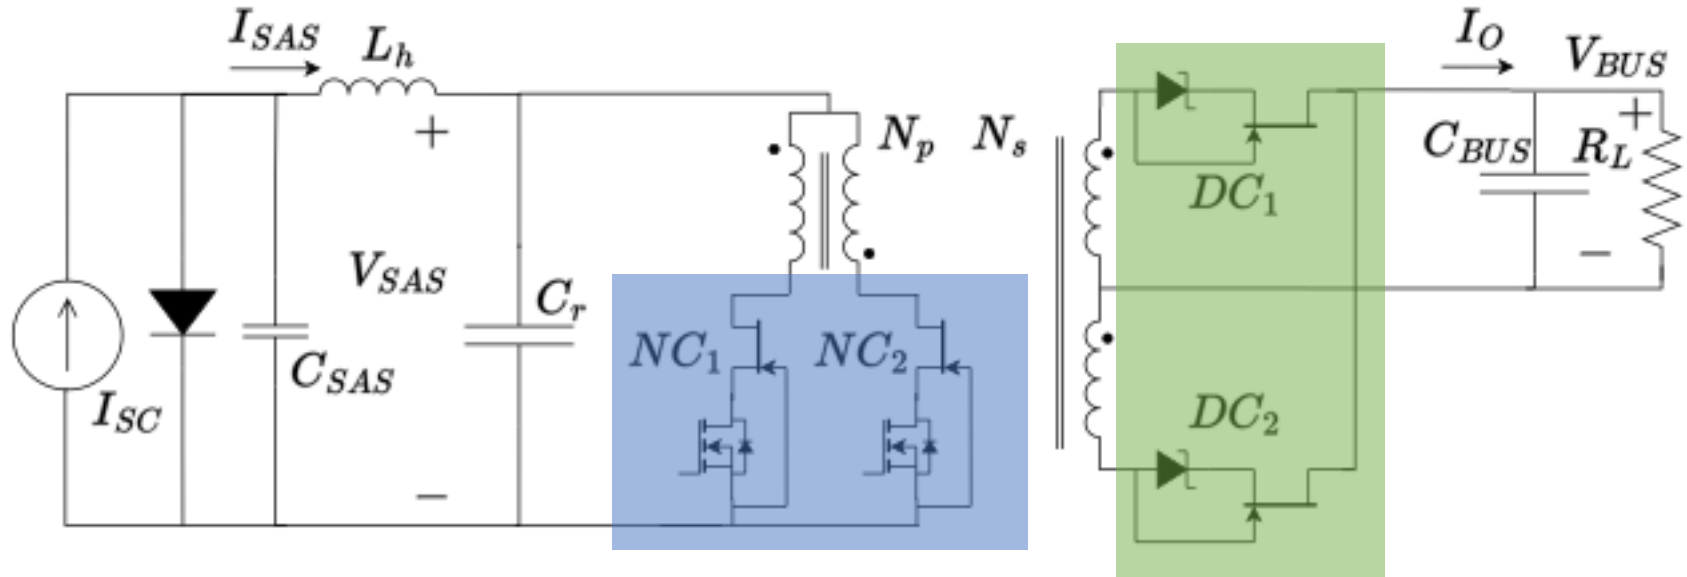 I_SAS
L_h
+
V_SAS
−
I_SC
C_SAS
C_r
N_p
N_s
NC_1
NC_2
DC_1
DC_2
I_O
V_BUS
+
C_BUS
R_L
−